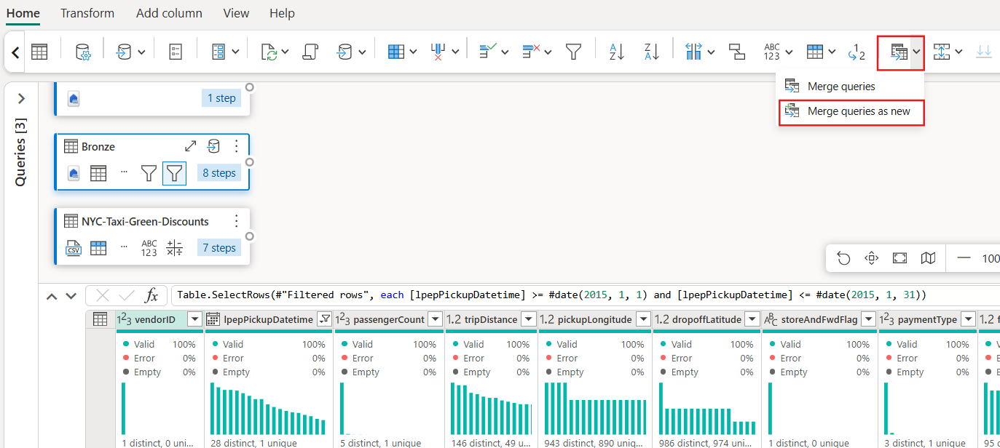 Home Transform Add column View Help
ABC
123
1
2
A
Z
Z
A
Merge queries
Merge queries as new
Queries [3]
1 step
Bronze
8 steps
NYC-Taxi-Green-Discounts
CSV
ABC
123
7 steps
100
fx Table.SelectRows(#"Filtered rows", each [lpepPickupDatetime] >= #date(2015, 1, 1) and [lpepPickupDatetime] <= #date(2015, 1, 31))
123 vendorID lpepPickupDatetime 123 passengerCount 1.2 tripDistance 1.2 pickupLongitude 1.2 dropoffLatitude ABC storeAndFwdFlag 123 paymentType 1.2 f
Valid 100% Valid 100% Valid 100% Valid 100% Valid 100% Valid 100% Valid 100% Valid 100% V
Error 0% Error 0% Error 0% Error 0% Error 0% Error 0% Error 0% Error 0% E
Empty 0% Empty 0% Empty 0% Empty 0% Empty 0% Empty 0% Empty 0% Empty 0% E
1 distinct, 0 uni... 28 distinct, 1 unique 5 distinct, 1 unique 146 distinct, 49 u... 943 distinct, 890 uniq... 986 distinct, 974 uni... 1 distinct, 0 unique 3 distinct, 1 unique 95 d